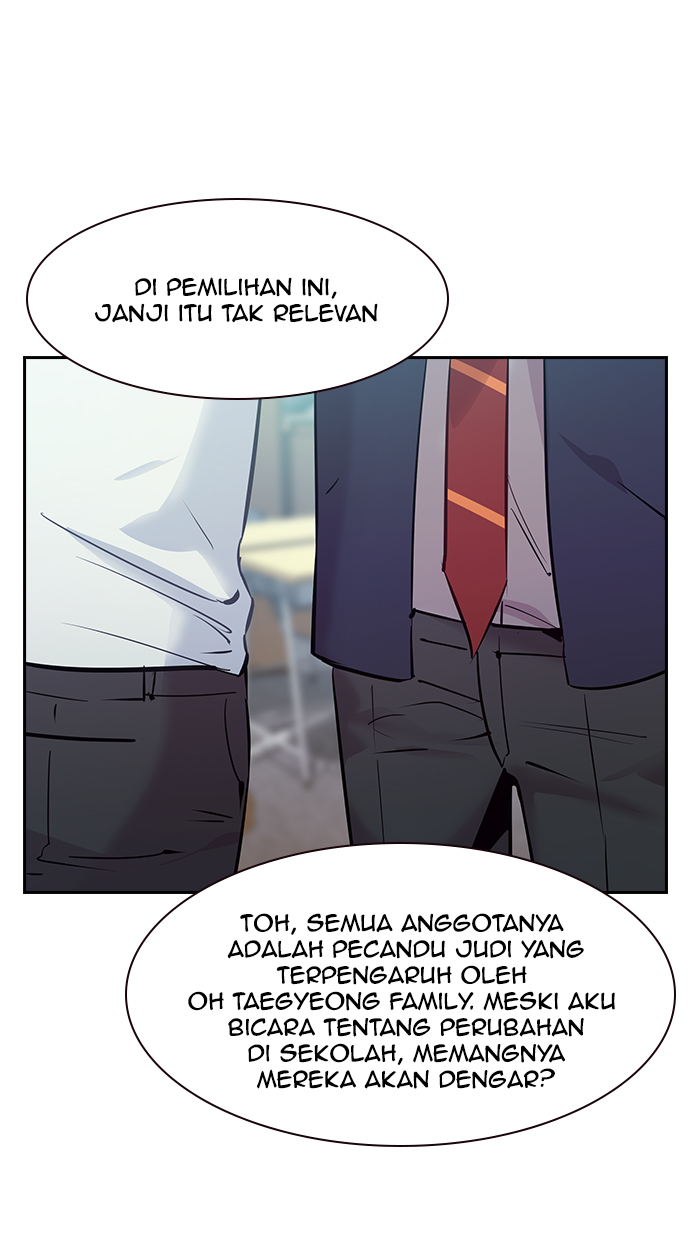 DI PEMILIHAN INI,
JANJI ITU TAK RELEVAN
TOH, SEMUA ANGGOTANYA
ADALAH PECANDU JUDI YANG
TERPENGARUH OLEH
OH TAEGYEONG FAMILY. MESKI AKU
BICARA TENTANG PERUBAHAN
DI SEKOLAH, MEMANGNYA
MEREKA AKAN DENGAR?